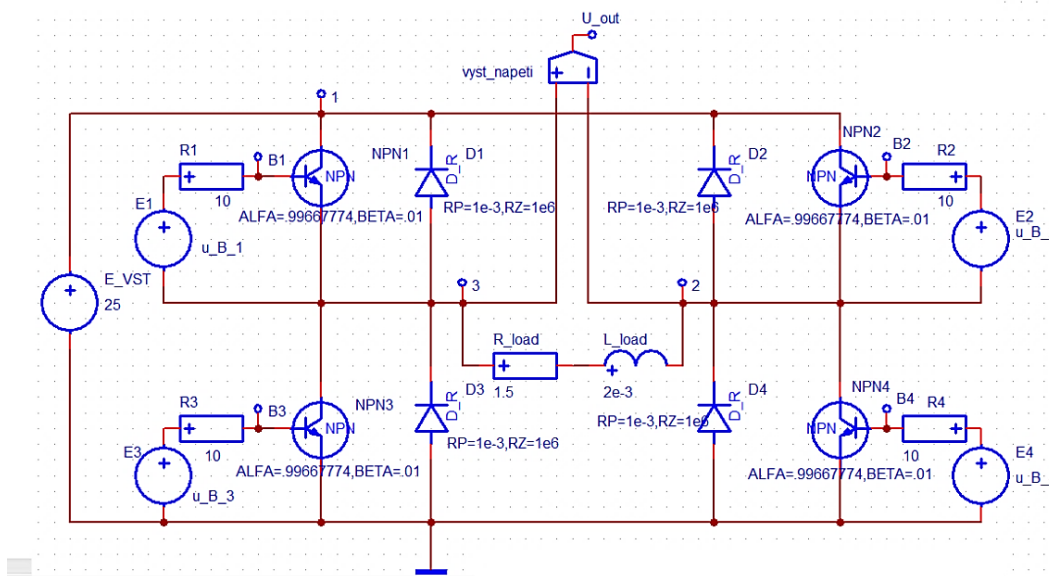 U_out
vyst_napeti
1
R1
B1
NPN1
D1
D2
NPN2
B2
R2
NPN
D_R
D_R
NPN
10
10
RP=1e-3,RZ=1e6
RP=1e-3,RZ=1e6
ALFA=.99667774,BETA=.01
ALFA=.99667774,BETA=.01
E1
u_B_1
E2
u_B_
E_VST
25
3
2
R_load
L_load
1.5
2e-3
R3
B3
NPN3
D3
D4
NPN4
B4
R4
NPN
D_R
D_R
NPN
10
10
RP=1e-3,RZ=1e6
RP=1e-3,RZ=1e6
ALFA=.99667774,BETA=.01
ALFA=.99667774,BETA=.01
E3
u_B_3
E4
u_B_